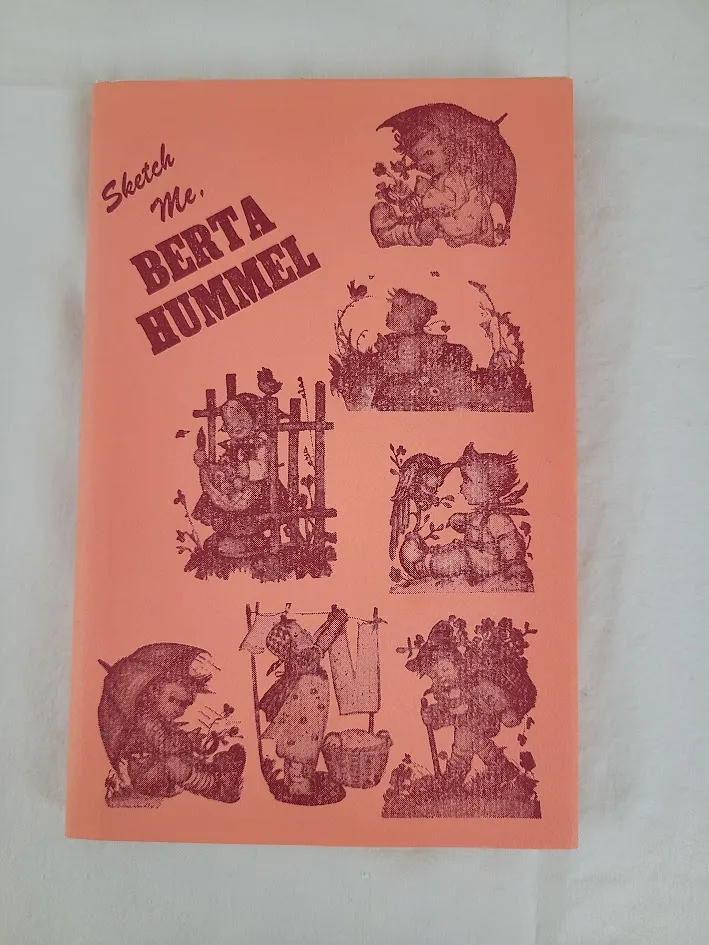 Sketch
Me,
BERTA
HUMMEL